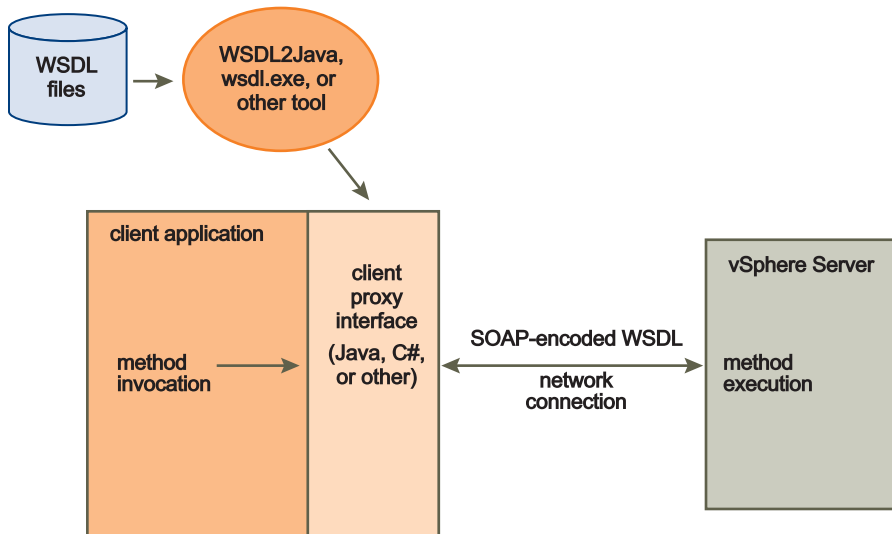 WSDL
files
WSDL2Java,
wsdl.exe, or
other tool
client application
method
invocation
client
proxy
interface
(Java, C#,
or other)
SOAP-encoded WSDL
network
connection
vSphere Server
method
execution